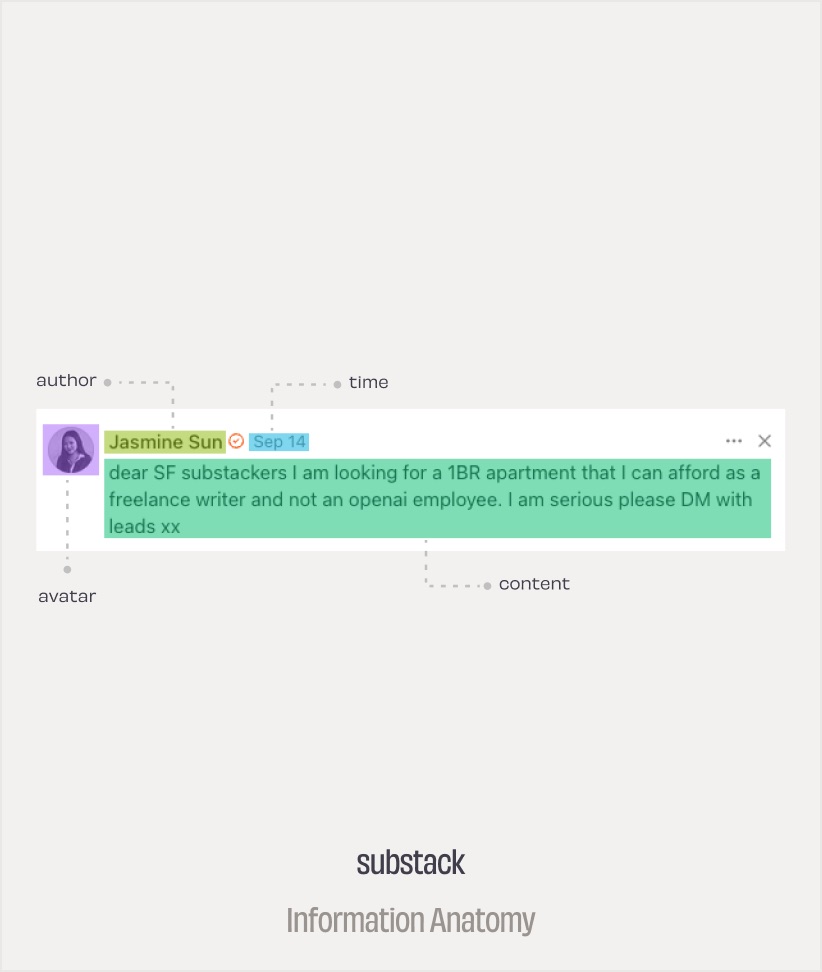 author
time
Jasmine Sun Sep 14
dear SF substackers I am looking for a 1BR apartment that I can afford as a
freelance writer and not an openai employee. I am serious please DM with
leads xx
content
avatar
substack
Information Anatomy